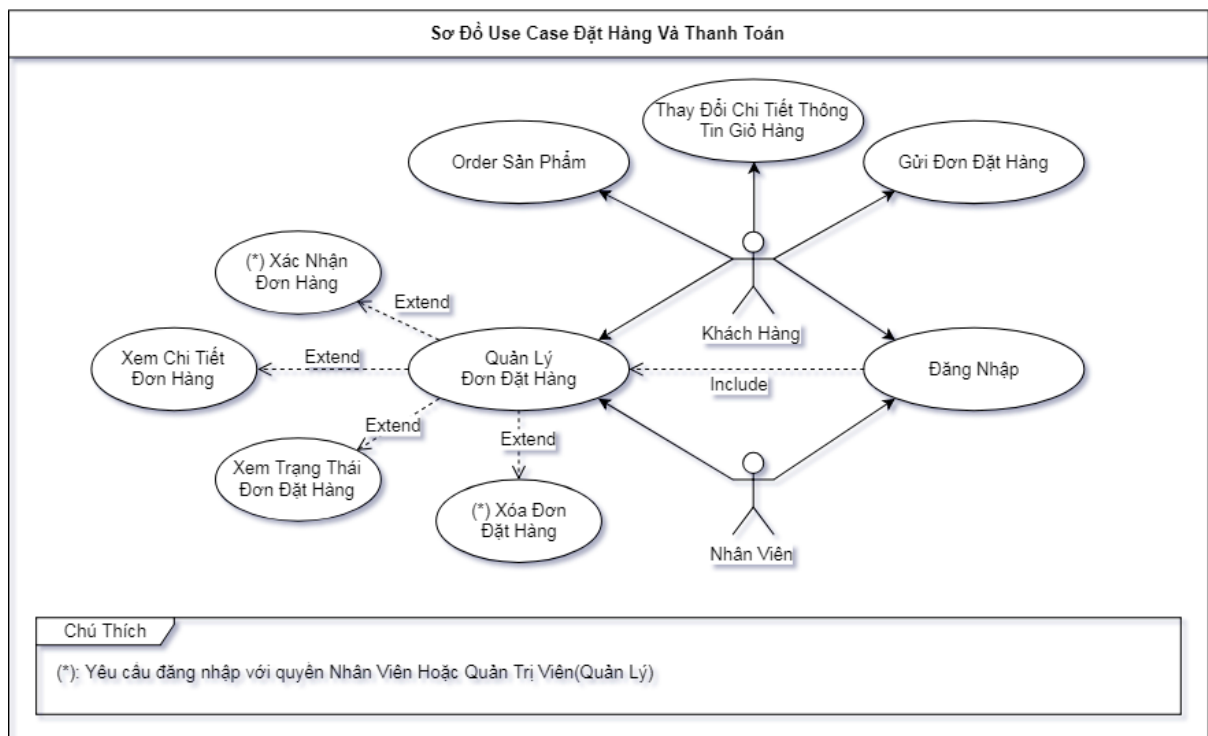 Sơ Đồ Use Case Đặt Hàng Và Thanh Toán
Thay Đổi Chi Tiết Thông
Tin Giỏ Hàng
Order Sản Phẩm
Gửi Đơn Đặt Hàng
(*) Xác Nhận
Đơn Hàng
Extend
Khách Hàng
Xem Chi Tiết
Đơn Hàng
Extend
Quản Lý
Đơn Đặt Hàng
Include
Đăng Nhập
Extend
Extend
Xem Trạng Thái
Đơn Đặt Hàng
(*) Xóa Đơn
Đặt Hàng
Nhân Viên
Chú Thích
(*): Yêu cầu đăng nhập với quyền Nhân Viên Hoặc Quản Trị Viên(Quản Lý)